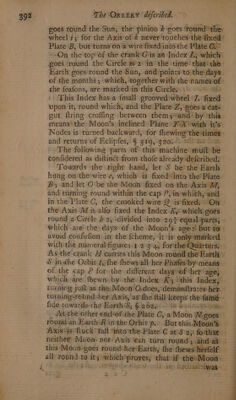 392 The ORRERY described.
goes round the Sun, the pinion k goes round the
wheel i; for the Axis of k never touches the fixed
Plate B, but turns on a wire fixed into the Plate C.
On the top of the crank G is an Index L, which
goes round the Circle m 2 in the time that the
Earth goes round the Sun, and points to the days
of the months; which, together with the names of
the seasons, are marked in this Circle.
This Index has a small grooved wheel L fixed
upon it, round which, and the Plate Z, goes a cat-
gut string crossing between them; and by this
means the Moon's inclined Plane with it's
Nodes is turned backward, for shewing the times
and returns of Eclipses, § 319, 320.
The following parts of this machine must be
considered as distinct from those already described.
Towards the right hand, let S be the Earth
hung on the wire e, which is fixed into the Plate
B; and let O be the Moon fixed on the Axis M,
and turning round within the cap P, in which, and
in the Plate C, the crooked wire Q is fixed. On
the Axis M is also fixed the Index K, which goes
round a Circle h 2, divided into 29½ equal parts,
which are the days of the Moon's age: but to
avoid confusion in the scheme, it is only marked
with the numeral figures 1 2 3 4, for the Quarters.
As the crank H carries this Moon round the Earth
S in the Orbit t, she shews all her Phases by means
of the cap P for the different days of her age,
which are shewn by the Index K; this Index,
turning just as the Moon O does, demonstrates her
turning round her Axis, as she still keeps the same
side towards the Earth S, § 262.
At the other end of the Plate C, a Moon N goes
round an Earth R in the Orbit p. But this Moon's
Axis is stuck fast into the Plate C at S 2, so that
neither Moon nor Axis can turn round; and as
this Moon goes round her Earth, she shews herself
all round to it; which proves, that if the Moon
was